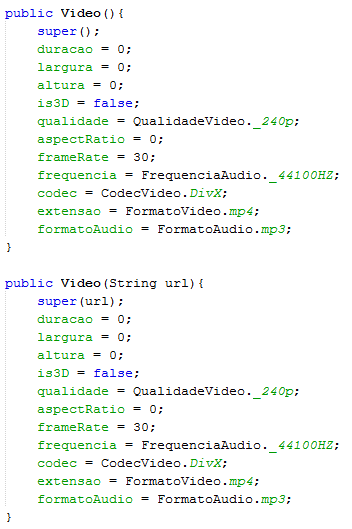 public Video(){
super();
duracao = 0;
largura = 0;
altura = 0;
is3D = false;
qualidade = QualidadeVideo._240p;
aspectRatio = 0;
frameRate = 30;
frequencia = FrequenciaAudio._44100HZ;
codec = CodecVideo.DivX;
extensao = FormatoVideo.mp4;
formatoAudio = FormatoAudio.mp3;
}
public Video(String url){
super(url);
duracao = 0;
largura = 0;
altura = 0;
is3D = false;
qualidade = QualidadeVideo._240p;
aspectRatio = 0;
frameRate = 30;
frequencia = FrequenciaAudio._44100HZ;
codec = CodecVideo.DivX;
extensao = FormatoVideo.mp4;
formatoAudio = FormatoAudio.mp3;
}